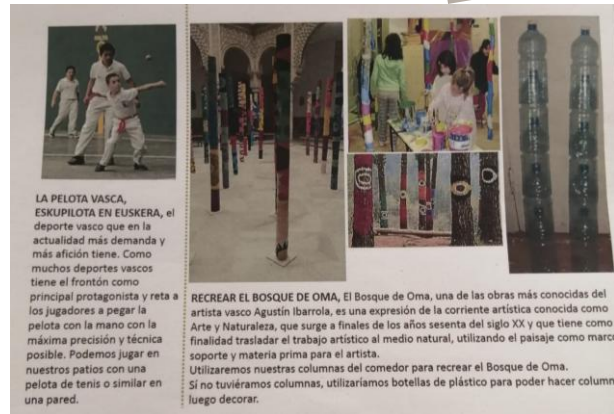 LA PELOTA VASCA,
ESKUPILOTA EN EUSKERA, el
deporte vasco que en la
actualidad más demanda y
más afición tiene. Como
muchos deportes vascos
tiene el frontón como
principal protagonista y reta a
los jugadores a pegar la
pelota con la mano con la
máxima precisión y técnica
posible. Podemos jugar en
nuestros patios con una
pelota de tenis o similar en
una pared.
RECREAR EL BOSQUE DE OMA, El Bosque de Oma, una de las obras más conocidas del
artista vasco Agustín Ibarrola, es una expresión de la corriente artística conocida como
Arte y Naturaleza, que surge a finales de los años sesenta del siglo XX y que tiene como
finalidad trasladar el trabajo artístico al medio natural, utilizando el paisaje como marco,
soporte y materia prima para el artista.
Utilizaremos nuestras columnas del comedor para recrear el Bosque de Oma.
Sí no tuviéramos columnas, utilizaríamos botellas de plástico para poder hacer column
luego decorar.